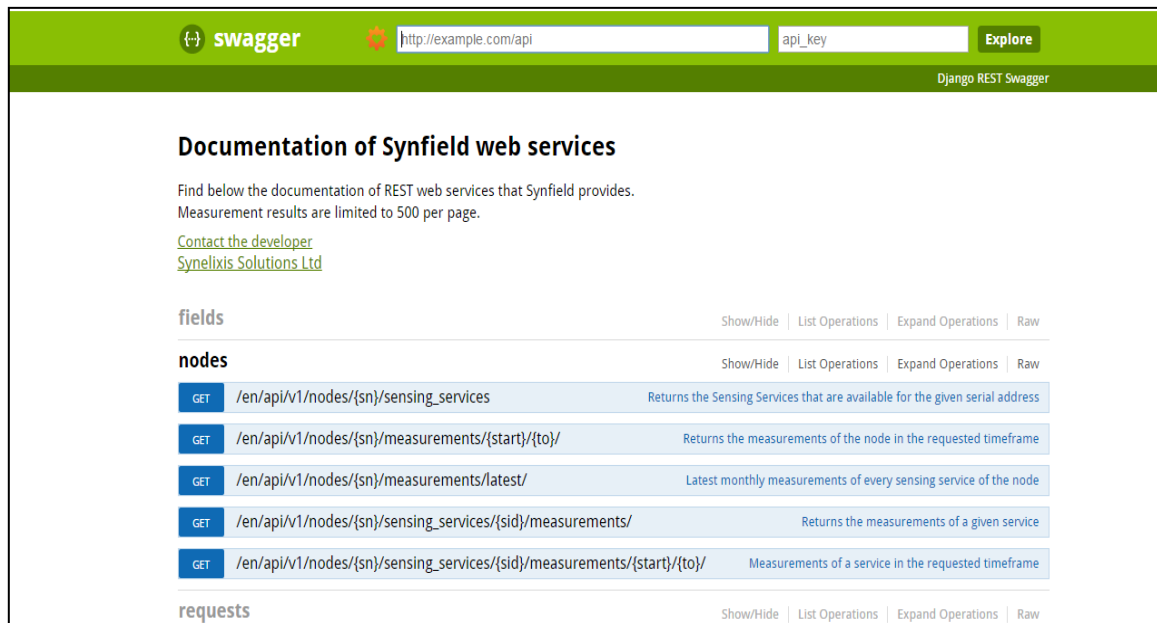 {···} swagger http://example.com/api api_key Explore
Django REST Swagger
Documentation of Synfield web services
Find below the documentation of REST web services that Synfield provides.
Measurement results are limited to 500 per page.
Contact the developer
Synelixis Solutions Ltd
fields Show/Hide List Operations Expand Operations Raw
nodes Show/Hide List Operations Expand Operations Raw
GET /en/api/v1/nodes/{sn}/sensing_services Returns the Sensing Services that are available for the given serial address
GET /en/api/v1/nodes/{sn}/measurements/{start}/{to}/ Returns the measurements of the node in the requested timeframe
GET /en/api/v1/nodes/{sn}/measurements/latest/ Latest monthly measurements of every sensing service of the node
GET /en/api/v1/nodes/{sn}/sensing_services/{sid}/measurements/ Returns the measurements of a given service
GET /en/api/v1/nodes/{sn}/sensing_services/{sid}/measurements/{start}/{to}/ Measurements of a service in the requested timeframe
requests Show/Hide List Operations Expand Operations Raw